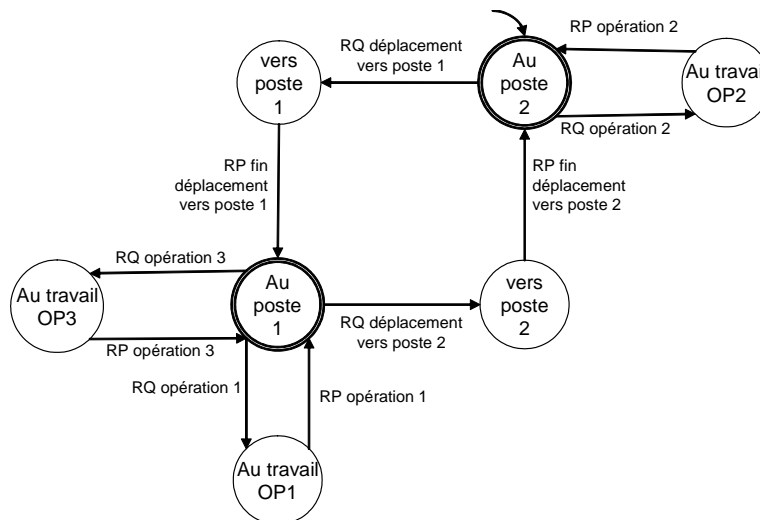 RP opération 2
RQ déplacement
vers poste 1
vers
poste
1
Au
poste
2
Au travail
OP2
RQ opération 2
RP fin
déplacement
vers poste 1
RP fin
déplacement
vers poste 2
RQ opération 3
Au travail
OP3
Au
poste
1
vers
poste
2
RQ déplacement
vers poste 2
RP opération 3
RQ opération 1
RP opération 1
Au travail
OP1